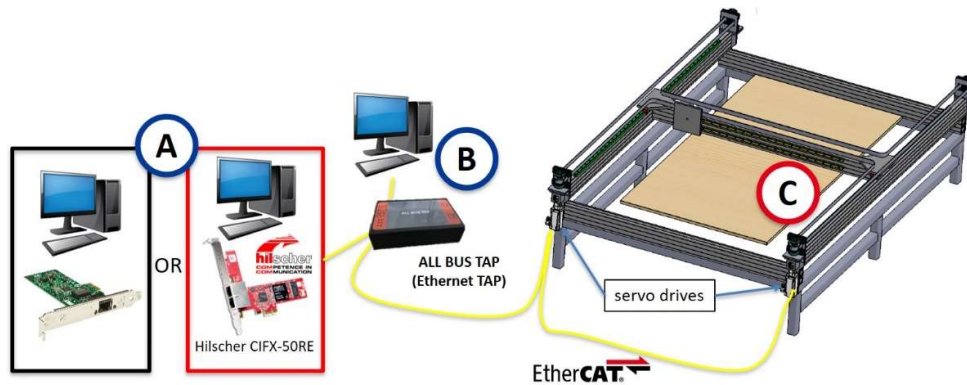 A
OR
hilscher
COMPETENCE IN
COMMUNICATION
Hilscher CIFX-50RE
B
ALL BUS TAP
(Ethernet TAP)
C
servo drives
EtherCAT®